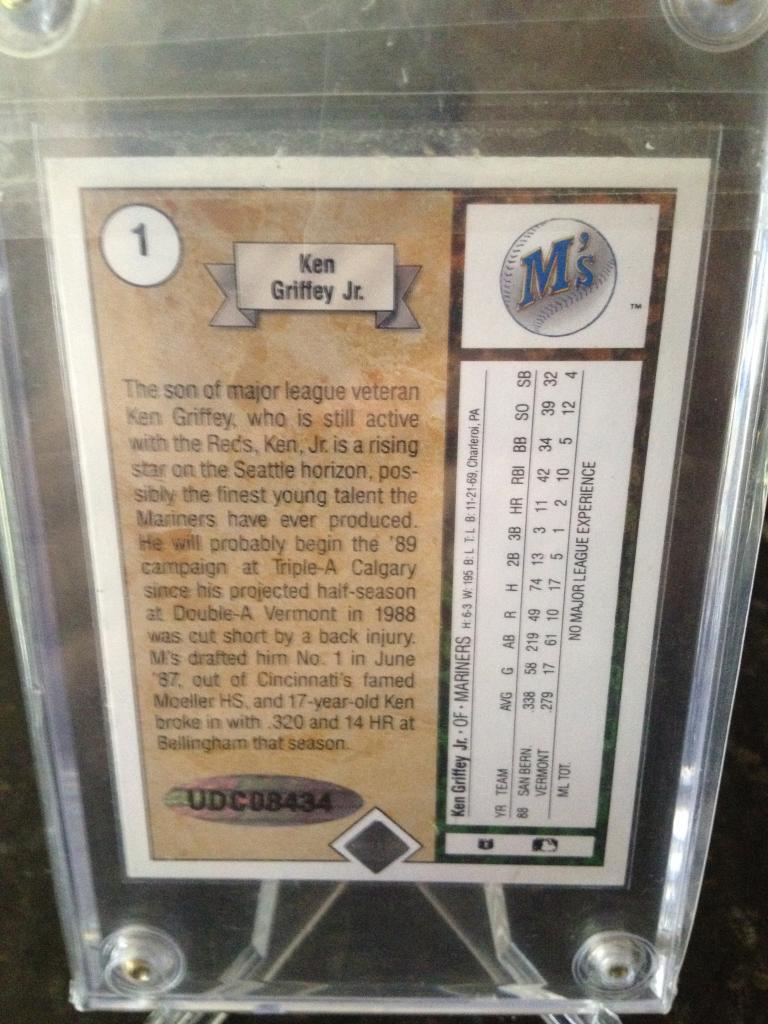 1
Ken
Griffey Jr.
The son of major league veteran
Ken Griffey, who is still active
with the Reds, Ken, Jr. is a rising
star on the Seattle horizon, pos-
sibly the finest young talent the
Mariners have ever produced.
He will probably begin the '89
campaign at Triple-A Calgary
since his projected half-season
at Double-A Vermont in 1988
was cut short by a back injury.
M's drafted him No. 1 in June
'87, out of Cincinnati's famed
Moeller HS, and 17-year-old Ken
broke in with .320 and 14 HR at
Bellingham that season.
UDC08434
M's
TM
Ken Griffey Jr. • OF • MARINERS H: 6-3 W: 195 B: L T: L B: 11-21-69, Charleroi, PA
YR TEAM AVG G AB R H 2B 3B HR RBI BB SO SB
88 SAN BERN. .338 58 219 49 74 13 3 11 42 34 39 32
VERMONT .279 17 61 10 17 5 1 2 10 5 12 4
ML TOT. NO MAJOR LEAGUE EXPERIENCE